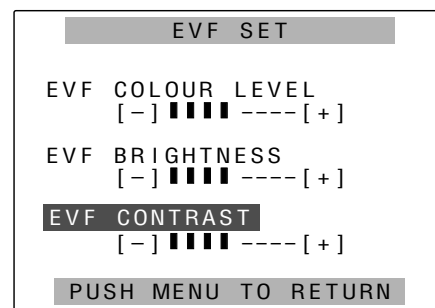 EVF SET
EVF COLOUR LEVEL
[−]▮▮▮▮----[+]
EVF BRIGHTNESS
[−]▮▮▮▮----[+]
EVF CONTRAST
[−]▮▮▮▮----[+]
PUSH MENU TO RETURN